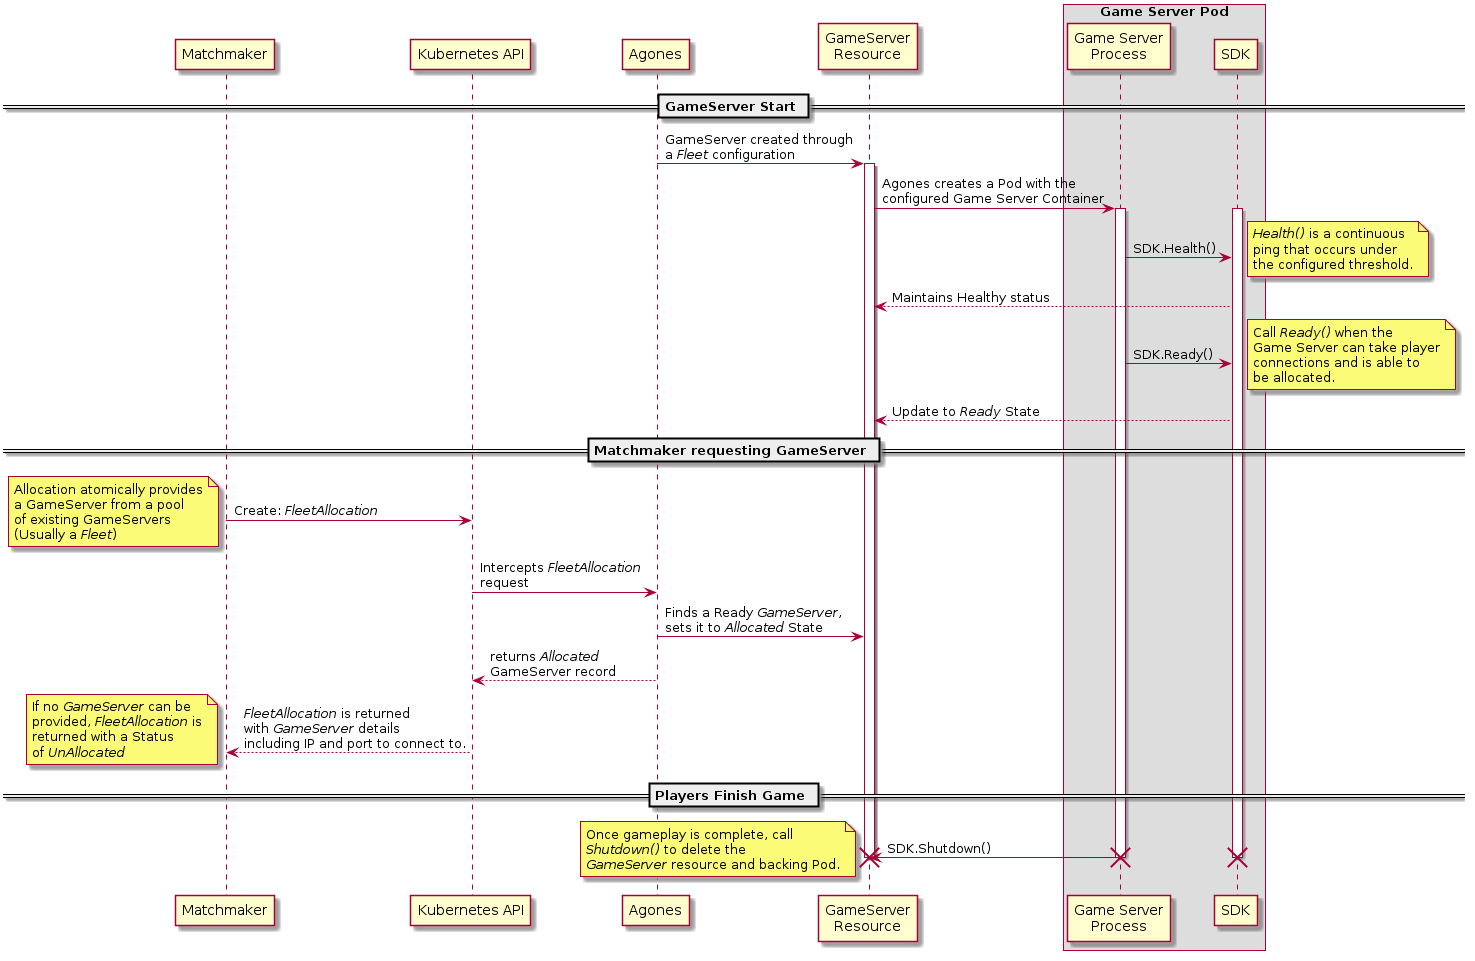 Game Server Pod
Matchmaker
Kubernetes API
Agones
GameServer
Resource
Game Server
Process
SDK
GameServer Start
GameServer created through
a Fleet configuration
Agones creates a Pod with the
configured Game Server Container
SDK.Health()
Health() is a continuous
ping that occurs under
the configured threshold.
Maintains Healthy status
SDK.Ready()
Call Ready() when the
Game Server can take player
connections and is able to
be allocated.
Update to Ready State
Matchmaker requesting GameServer
Allocation atomically provides
a GameServer from a pool
of existing GameServers
(Usually a Fleet)
Create: FleetAllocation
Intercepts FleetAllocation
request
Finds a Ready GameServer,
sets it to Allocated State
returns Allocated
GameServer record
If no GameServer can be
provided, FleetAllocation is
returned with a Status
of UnAllocated
FleetAllocation is returned
with GameServer details
including IP and port to connect to.
Players Finish Game
Once gameplay is complete, call
Shutdown() to delete the
GameServer resource and backing Pod.
SDK.Shutdown()
Matchmaker
Kubernetes API
Agones
GameServer
Resource
Game Server
Process
SDK